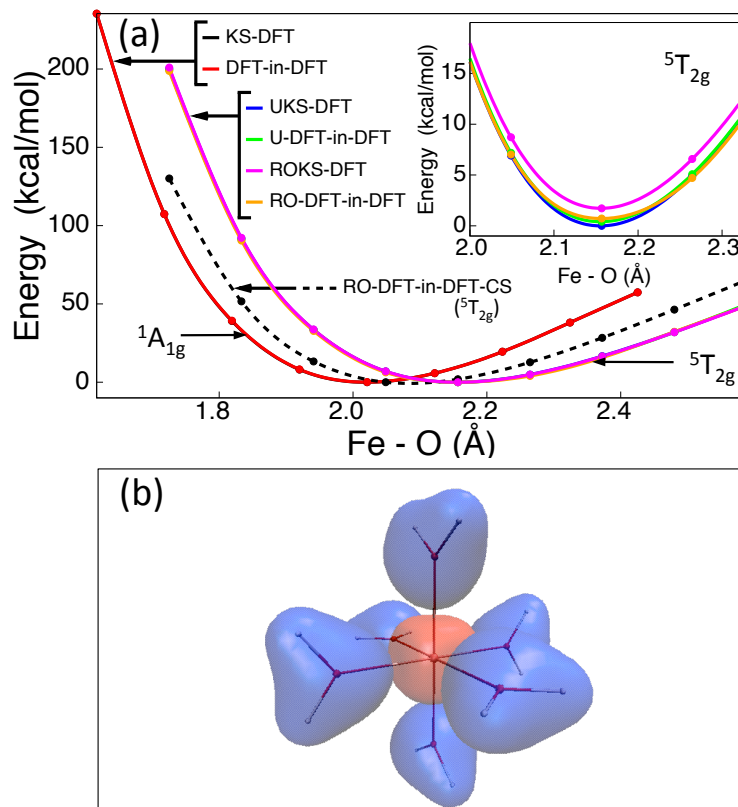 (a)
KS-DFT
DFT-in-DFT
UKS-DFT
U-DFT-in-DFT
ROKS-DFT
RO-DFT-in-DFT
RO-DFT-in-DFT-CS
(⁵T₂g)
¹A₁g
⁵T₂g
Energy (kcal/mol)
200
150
100
50
0
1.8
2.0
2.2
2.4
Fe - O (Å)
⁵T₂g
Energy (kcal/mol)
15
10
5
0
2.0
2.1
2.2
2.3
Fe - O (Å)
(b)